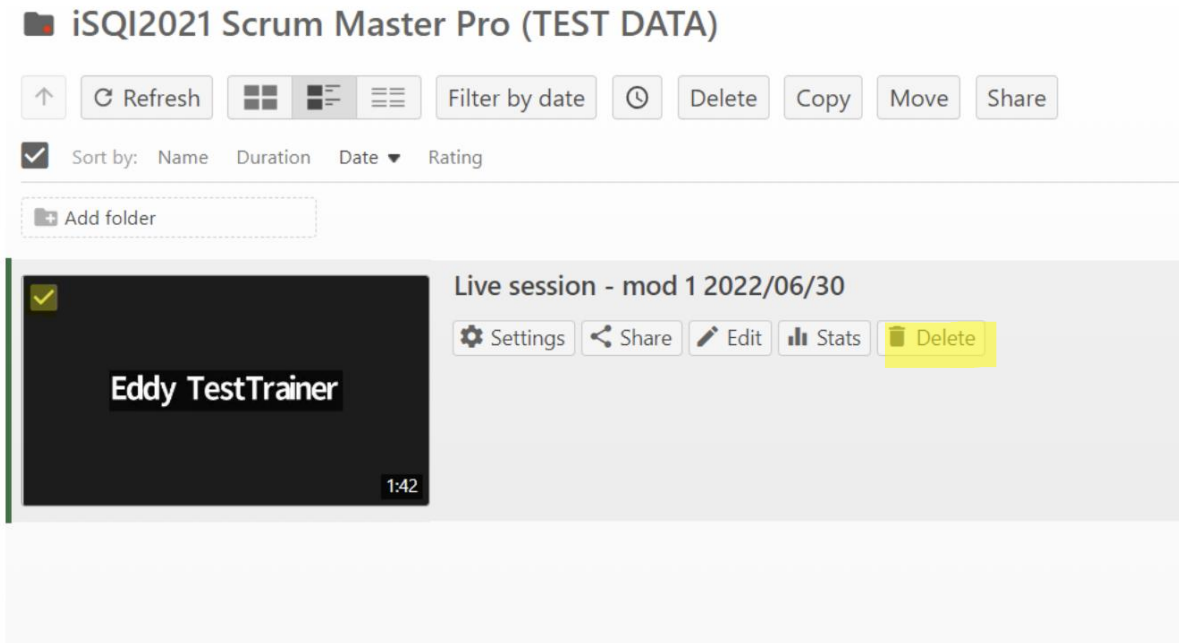 iSQI2021 Scrum Master Pro (TEST DATA)
Refresh Filter by date Delete Copy Move Share
Sort by: Name Duration Date Rating
Add folder
Live session - mod 1 2022/06/30
Settings Share Edit Stats Delete
Eddy TestTrainer
1:42